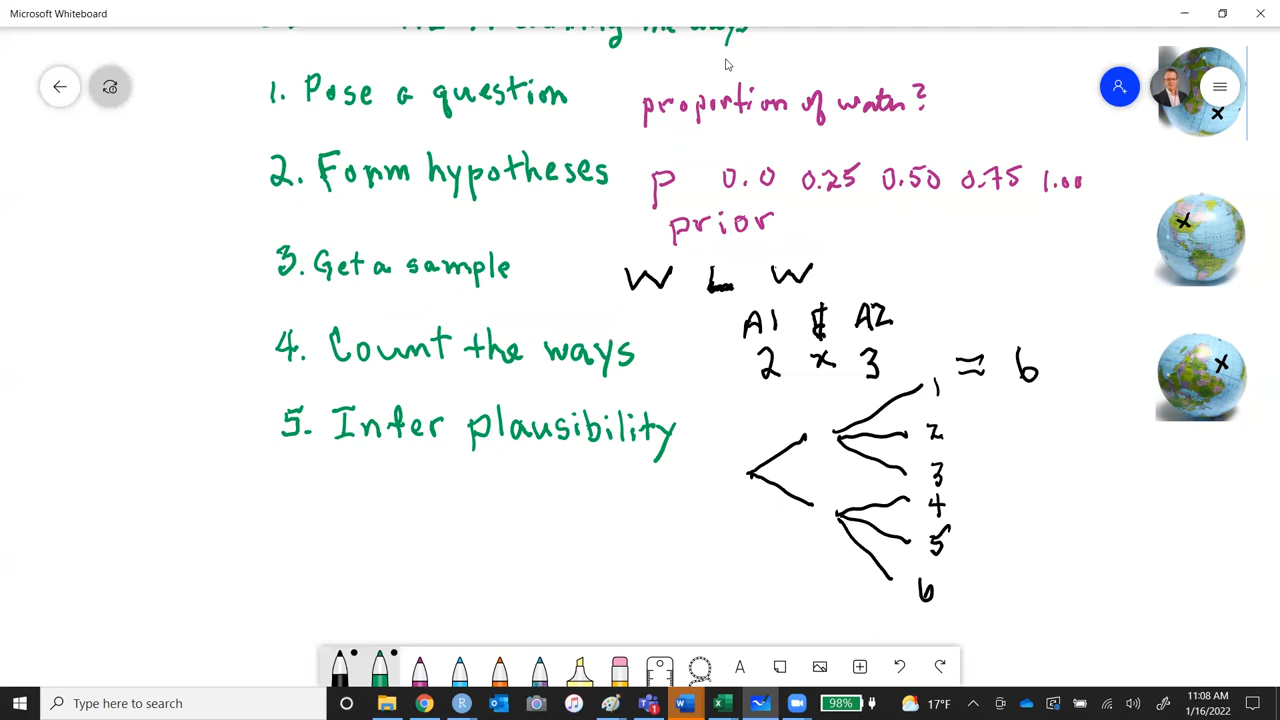 Microsoft Whiteboard
the ways
1. Pose a question proportion of water?
2. Form hypotheses p 0.0 0.25 0.50 0.75 1.00
prior
3. Get a sample W L W
A1 & A2
4. Count the ways 2 x 3 = 6
1
5. Infer plausibility 2
3
4
5
6
A
Type here to search
98%
17°F
11:08 AM
1/16/2022